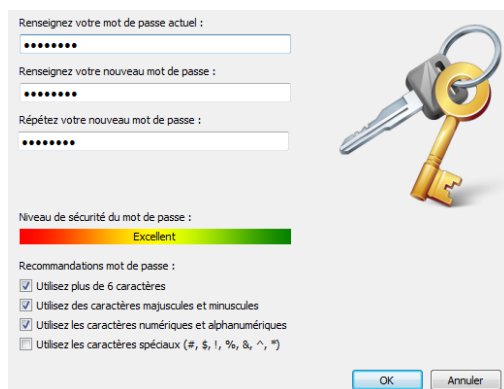 Renseignez votre mot de passe actuel :
••••••••
Renseignez votre nouveau mot de passe :
••••••••
Répétez votre nouveau mot de passe :
••••••••
Niveau de sécurité du mot de passe :
Excellent
Recommandations mot de passe :
Utilisez plus de 6 caractères
Utilisez des caractères majuscules et minuscules
Utilisez les caractères numériques et alphanumériques
Utilisez les caractères spéciaux (#, $, !, %, &, ^, *)
OK Annuler